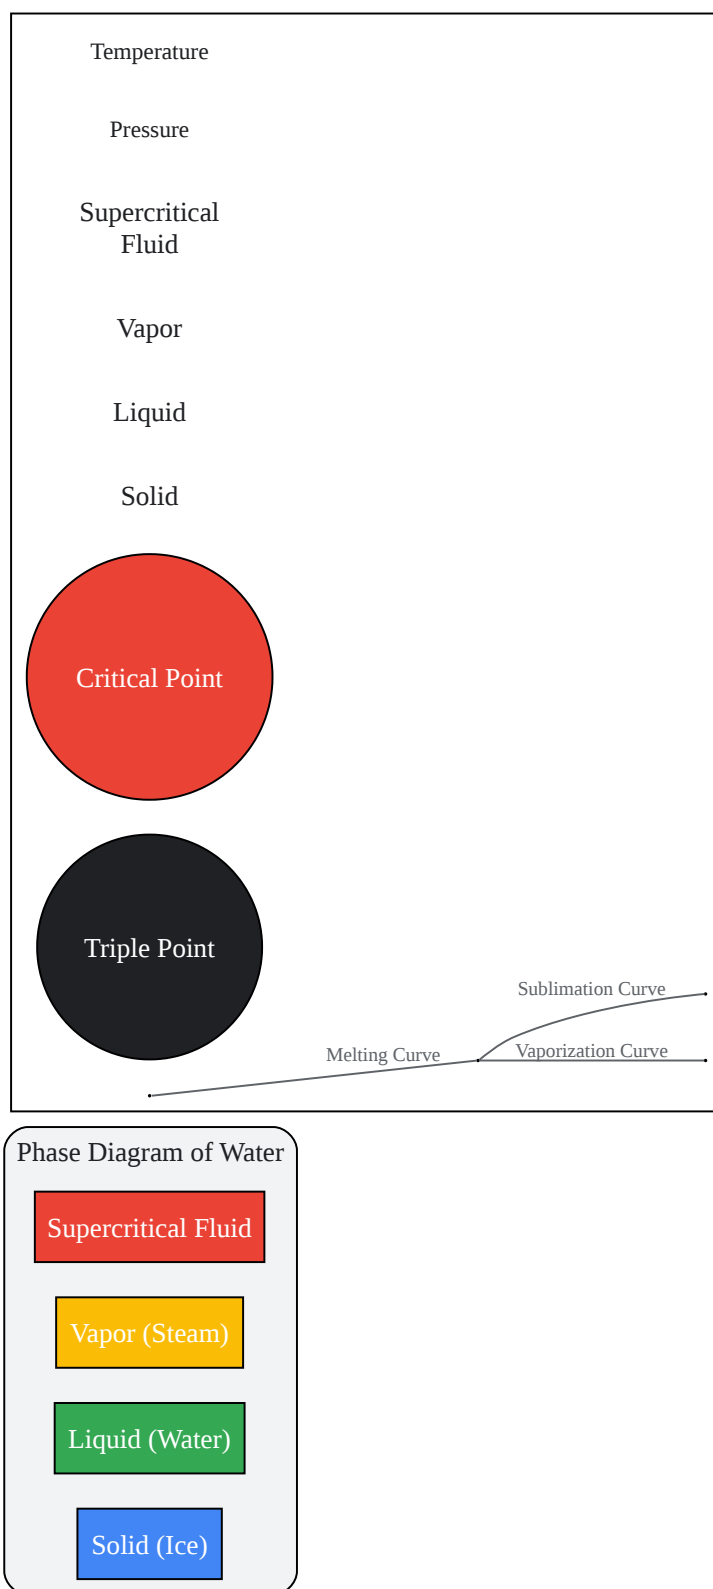 Temperature
Pressure
Supercritical
Fluid
Vapor
Liquid
Solid
Critical Point
Triple Point
Sublimation Curve
Melting Curve
Vaporization Curve
Phase Diagram of Water
Supercritical Fluid
Vapor (Steam)
Liquid (Water)
Solid (Ice)